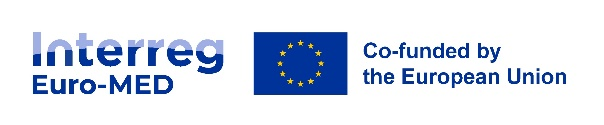 Interreg
Euro-MED
Co-funded by
the European Union